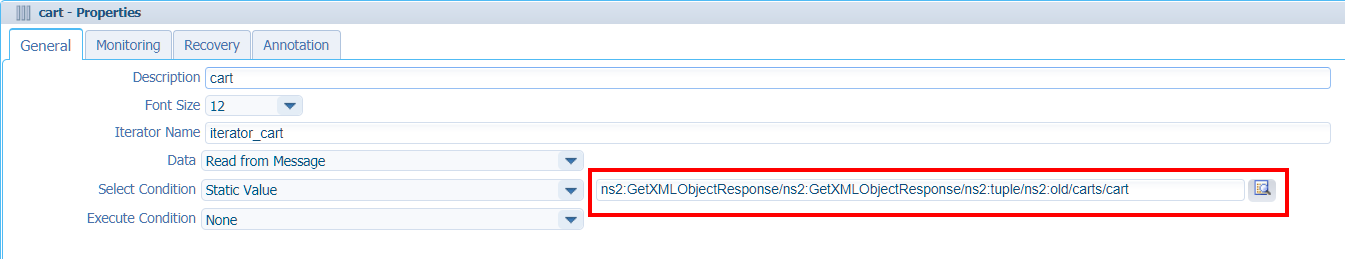 cart - Properties
General Monitoring Recovery Annotation
Description cart
Font Size 12
Iterator Name iterator_cart
Data Read from Message
Select Condition Static Value ns2:GetXMLObjectResponse/ns2:GetXMLObjectResponse/ns2:tuple/ns2:old/carts/cart
Execute Condition None